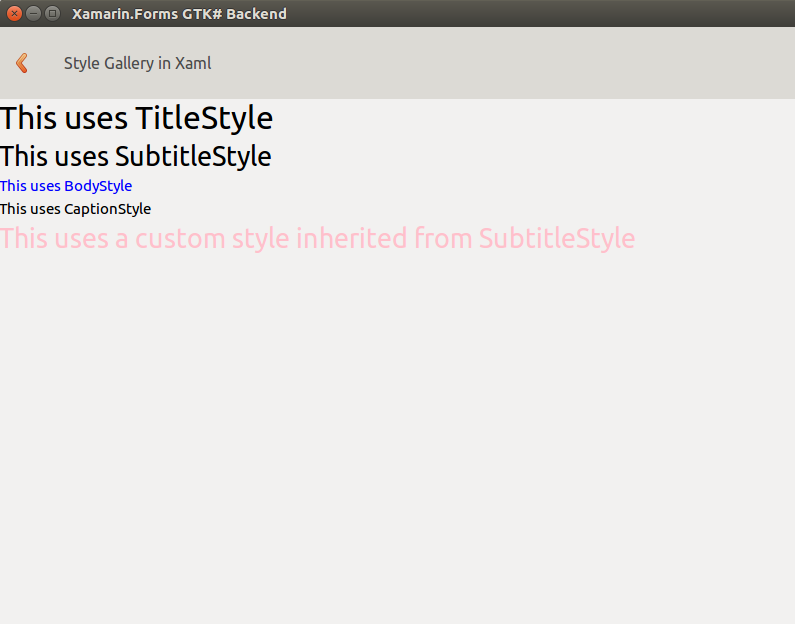 Xamarin.Forms GTK# Backend
Style Gallery in Xaml
This uses TitleStyle
This uses SubtitleStyle
This uses BodyStyle
This uses CaptionStyle
This uses a custom style inherited from SubtitleStyle